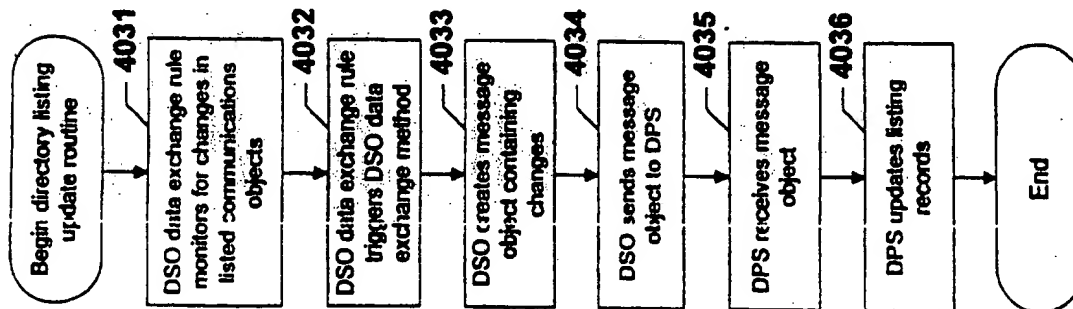 Begin directory listing
update routine
4031
DSO data exchange rule
monitors for changes in
listed communications
objects
4032
DSO data exchange rule
triggers DSO data
exchange method
4033
DSO creates message
object containing
changes
4034
DSO sends message
object to DPS
4035
DPS receives message
object
4036
DPS updates listing
records
End